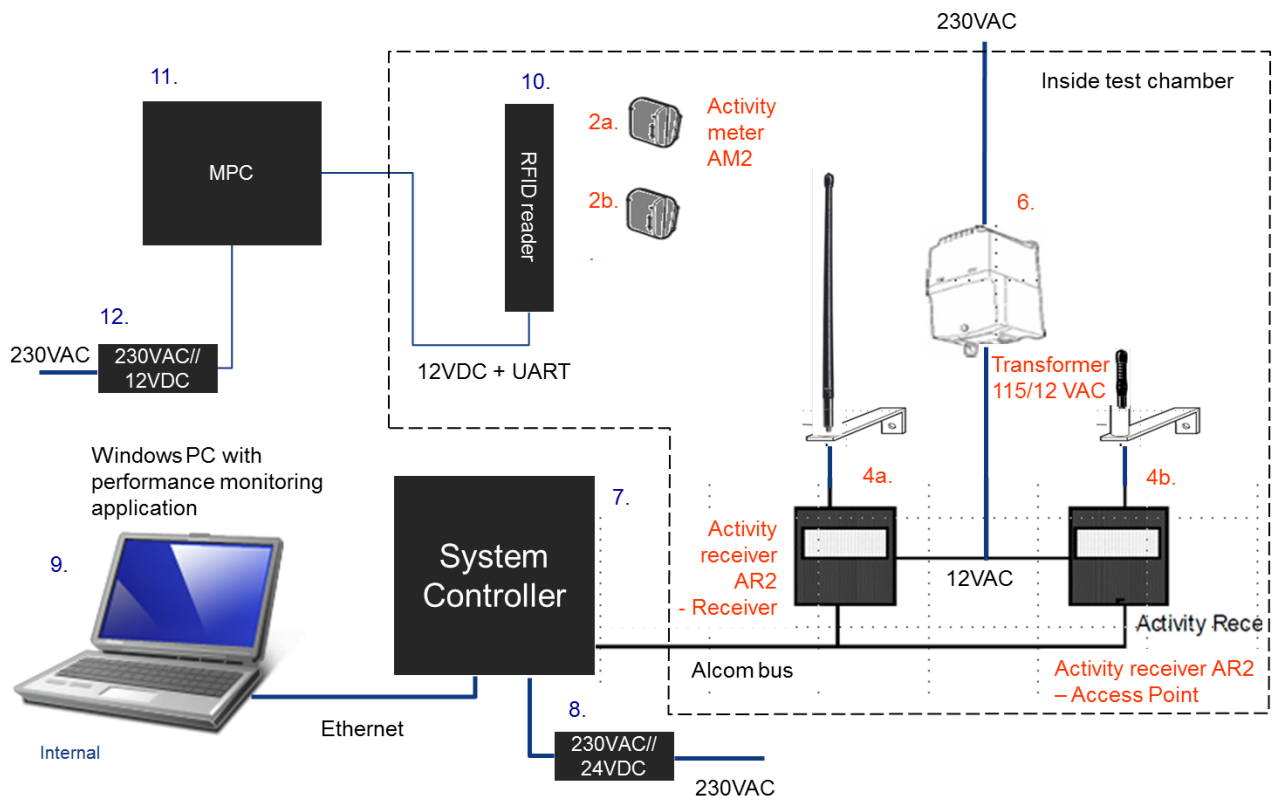 230VAC
Inside test chamber
11.
MPC
10.
RFID reader
2a.
Activity
meter
AM2
2b.
.
6.
12.
230VAC
230VAC//
12VDC
12VDC + UART
Transformer
115/12 VAC
Windows PC with
performance monitoring
application
9.
7.
System
Controller
4a.
4b.
Activity
receiver
AR2
- Receiver
12VAC
Activity Rece
Alcom bus
Activity receiver AR2
– Access Point
Ethernet
8.
230VAC//
24VDC
230VAC
Internal